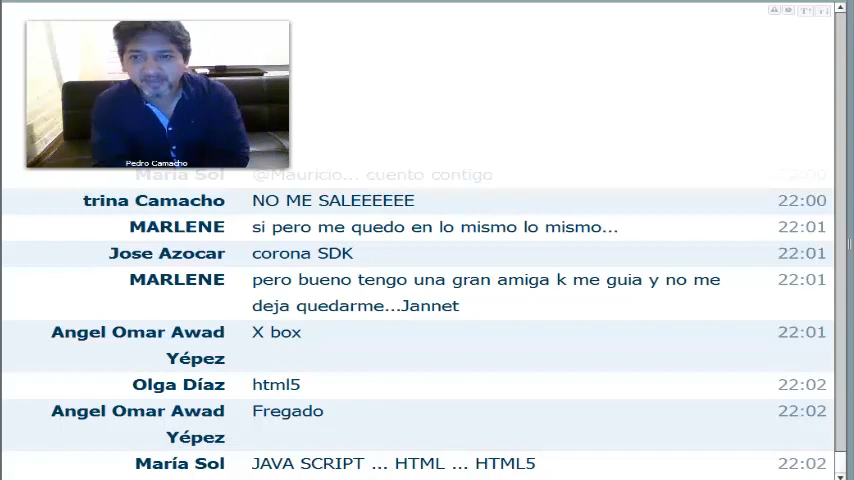 Pedro Camacho
María Sol @Mauricio... cuento contigo 22:00
trina Camacho NO ME SALEEEEEE 22:00
MARLENE si pero me quedo en lo mismo lo mismo... 22:01
Jose Azocar corona SDK 22:01
MARLENE pero bueno tengo una gran amiga k me guia y no me 22:01
deja quedarme...Jannet
Angel Omar Awad X box 22:01
Yépez
Olga Díaz html5 22:02
Angel Omar Awad Fregado 22:02
Yépez
María Sol JAVA SCRIPT ... HTML ... HTML5 22:02